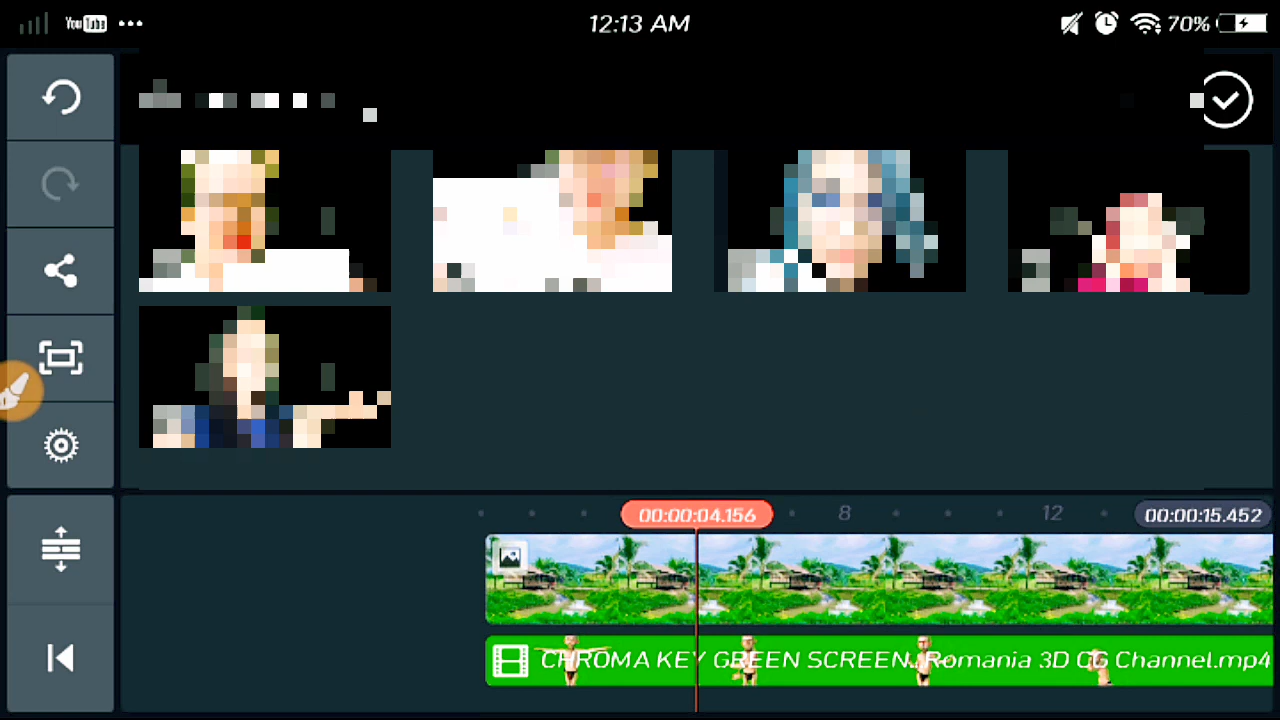 YouTube 12:13 AM 70%
00:00:04.156 8 12 00:00:15.452
CHROMA KEY GREEN SCREEN. Romania 3D CG Channel.mp4